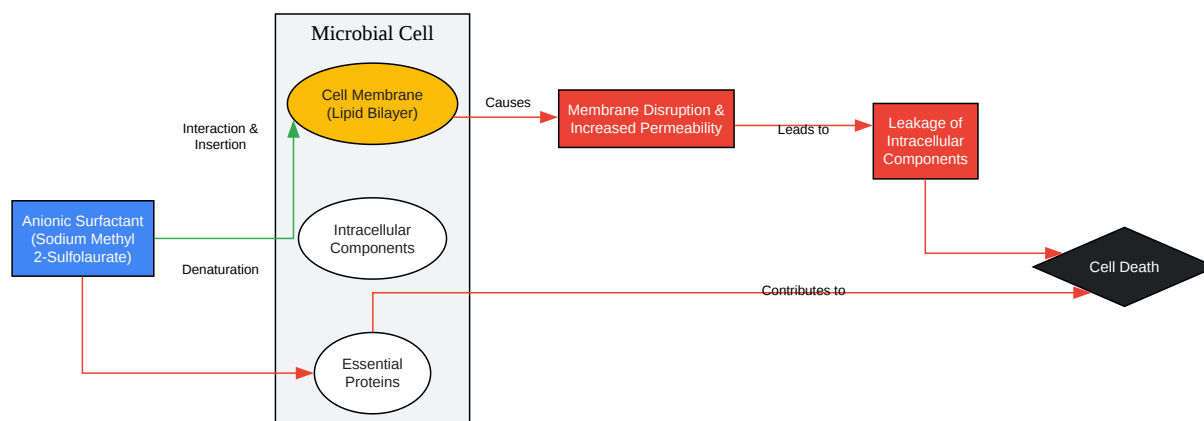 Microbial Cell
Cell Membrane
(Lipid Bilayer)
Causes
Membrane Disruption &
Increased Permeability
Leads to
Leakage of
Intracellular
Components
Interaction &
Insertion
Anionic Surfactant
(Sodium Methyl
2-Sulfolaurate)
Intracellular
Components
Denaturation
Cell Death
Contributes to
Essential
Proteins